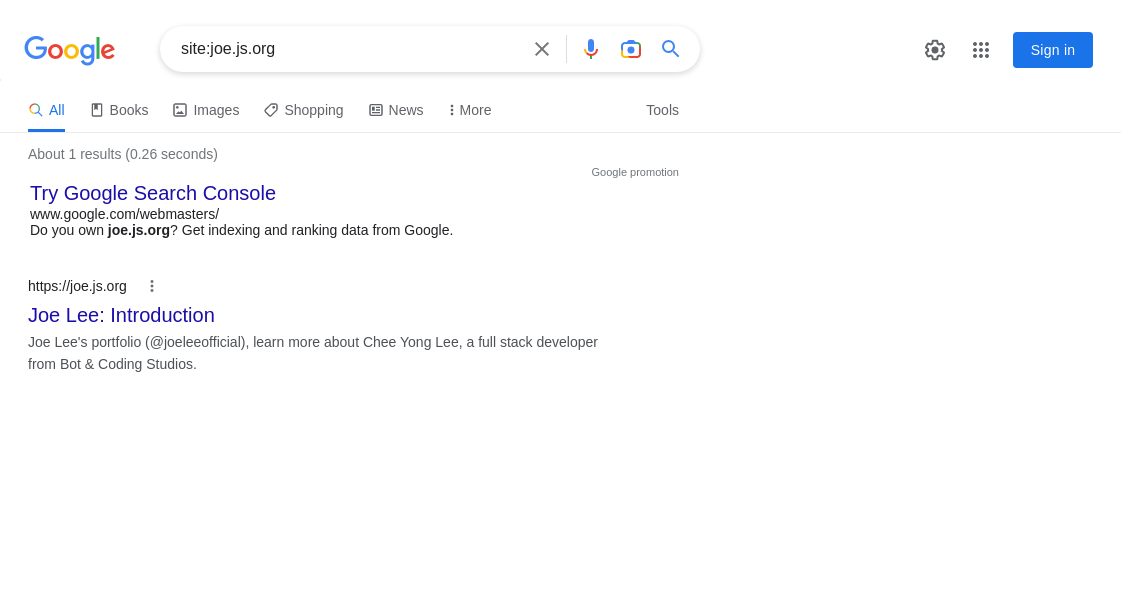 Google
site:joe.js.org
Sign in
All Books Images Shopping News More Tools
About 1 results (0.26 seconds)
Google promotion
Try Google Search Console
www.google.com/webmasters/
Do you own joe.js.org? Get indexing and ranking data from Google.
https://joe.js.org
Joe Lee: Introduction
Joe Lee's portfolio (@joeleeofficial), learn more about Chee Yong Lee, a full stack developer
from Bot & Coding Studios.